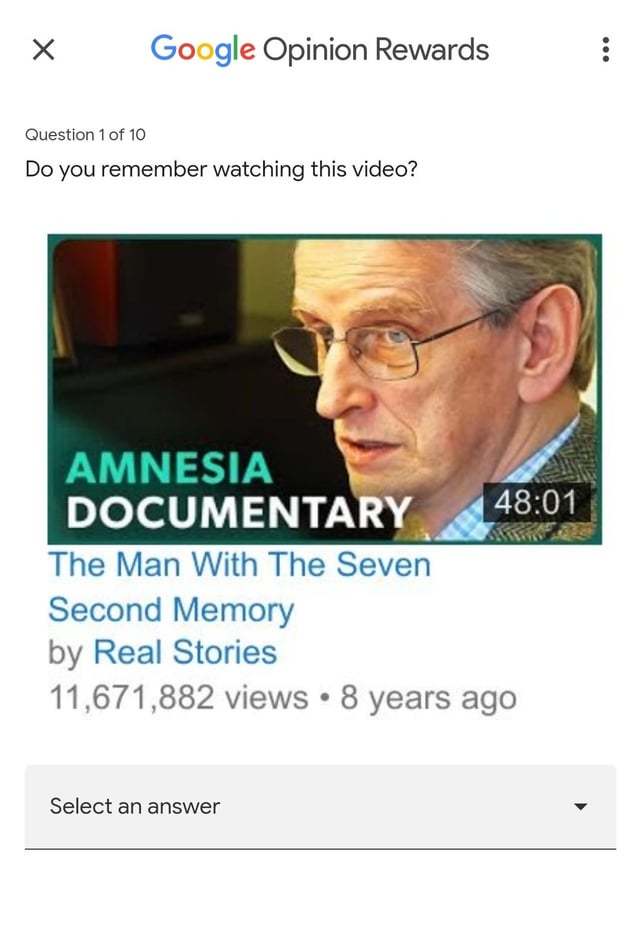 Google Opinion Rewards
Question 1 of 10
Do you remember watching this video?
AMNESIA
DOCUMENTARY
48:01
The Man With The Seven
Second Memory
by Real Stories
11,671,882 views • 8 years ago
Select an answer